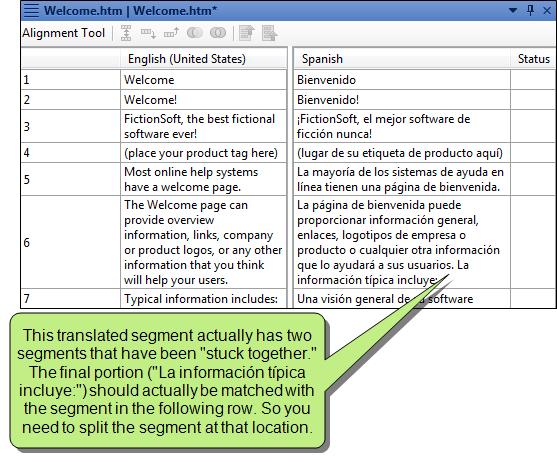 Welcome.htm | Welcome.htm*
Alignment Tool
English (United States) Spanish Status
1 Welcome Bienvenido
2 Welcome! Bienvenido!
3 FictionSoft, the best fictional ¡FictionSoft, el mejor software de
software ever! ficción nunca!
4 (place your product tag here) (lugar de su etiqueta de producto aquí)
5 Most online help systems La mayoría de los sistemas de ayuda en
have a welcome page. línea tienen una página de bienvenida.
6 The Welcome page can La página de bienvenida puede
provide overview proporcionar información general,
information, links, company enlaces, logotipos de empresa o
or product logos, or any other producto o cualquier otra información
information that you think que lo ayudará a sus usuarios. La
will help your users. información típica incluye:
7 Typical information includes: Una visión general de su software
This translated segment actually has two
segments that have been "stuck together."
The final portion ("La información típica
incluye:") should actually be matched with
the segment in the following row. So you
need to split the segment at that location.